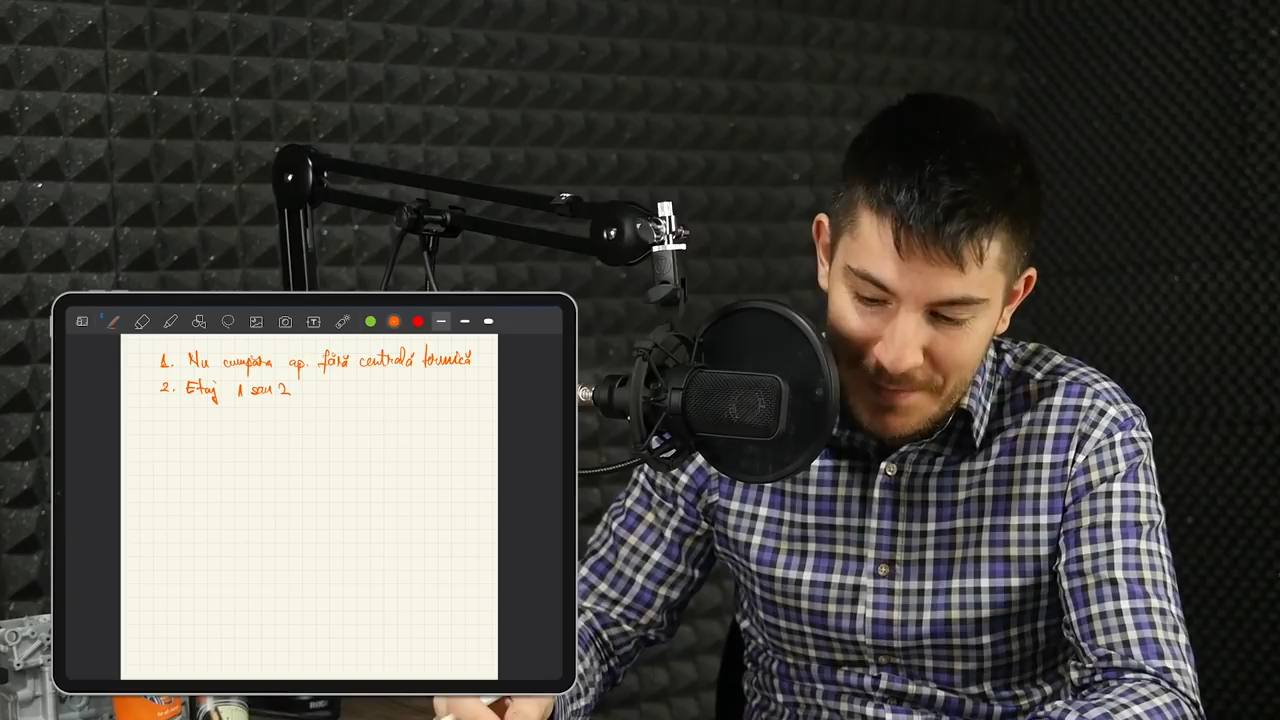 1. Nu cumpăra ap. fără centrală termică
2. Etaj 1 sau 2